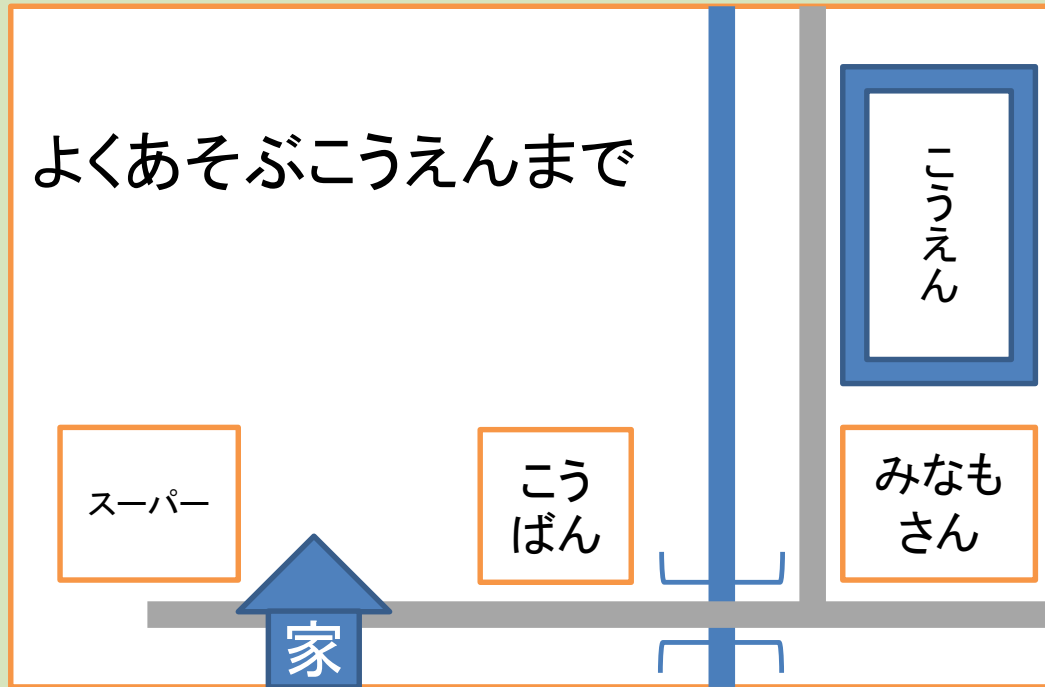 よくあそぶこうえんまで
こうえん
スーパー
こう
ばん
みなも
さん
家